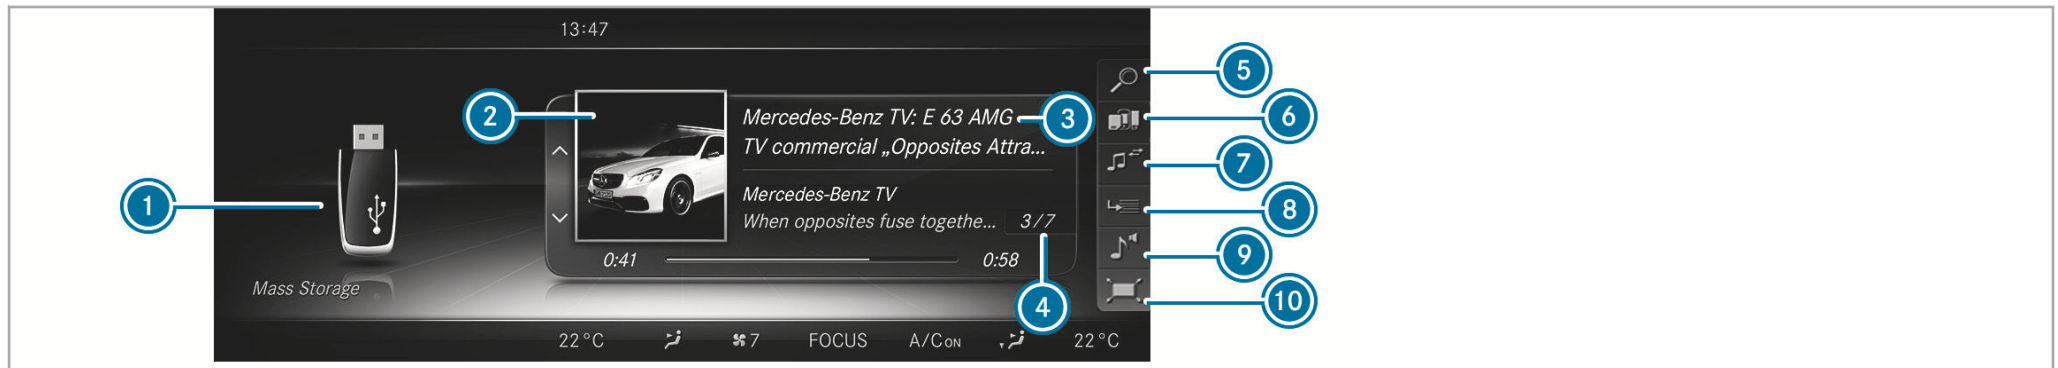 13:47
5
2
Mercedes-Benz TV: E 63 AMG
3
6
TV commercial „Opposites Attra...
7
1
Mercedes-Benz TV
8
When opposites fuse togethe...
3/7
9
0:41
0:58
Mass Storage
4
10
22°C
7
FOCUS
A/C ON
22°C